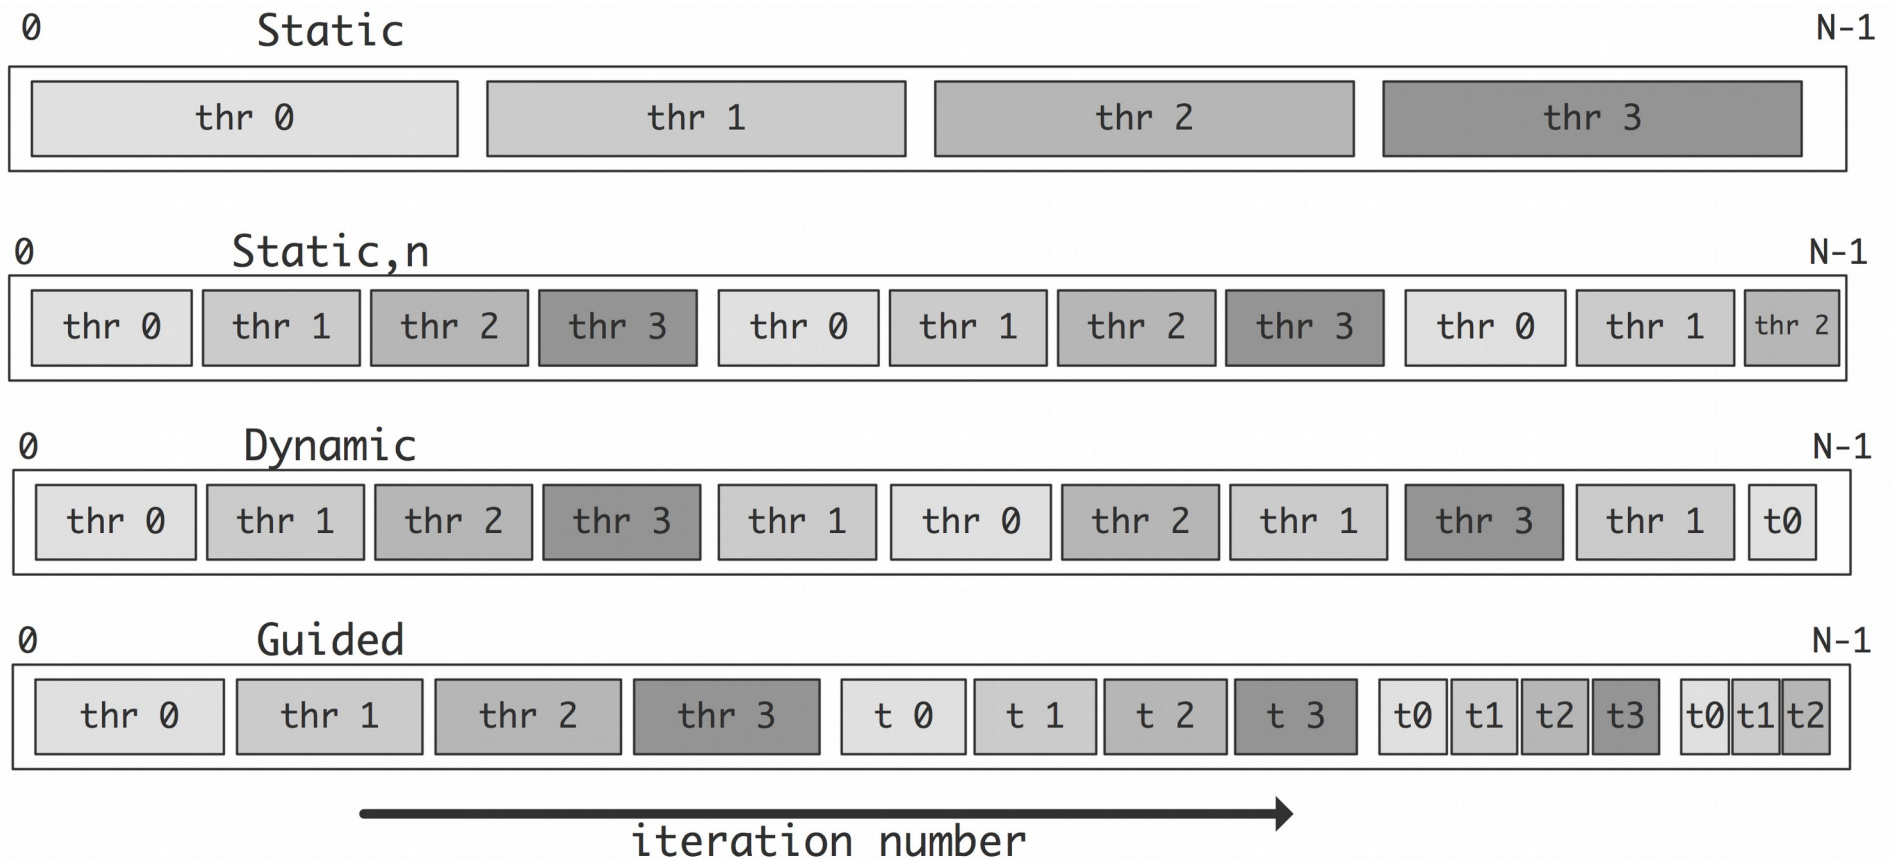 0 Static N-1
thr 0 thr 1 thr 2 thr 3
0 Static,n N-1
thr 0 thr 1 thr 2 thr 3 thr 0 thr 1 thr 2 thr 3 thr 0 thr 1 thr 2
0 Dynamic N-1
thr 0 thr 1 thr 2 thr 3 thr 1 thr 0 thr 2 thr 1 thr 3 thr 1 t0
0 Guided N-1
thr 0 thr 1 thr 2 thr 3 t 0 t 1 t 2 t 3 t0 t1 t2 t3 t0 t1 t2
iteration number